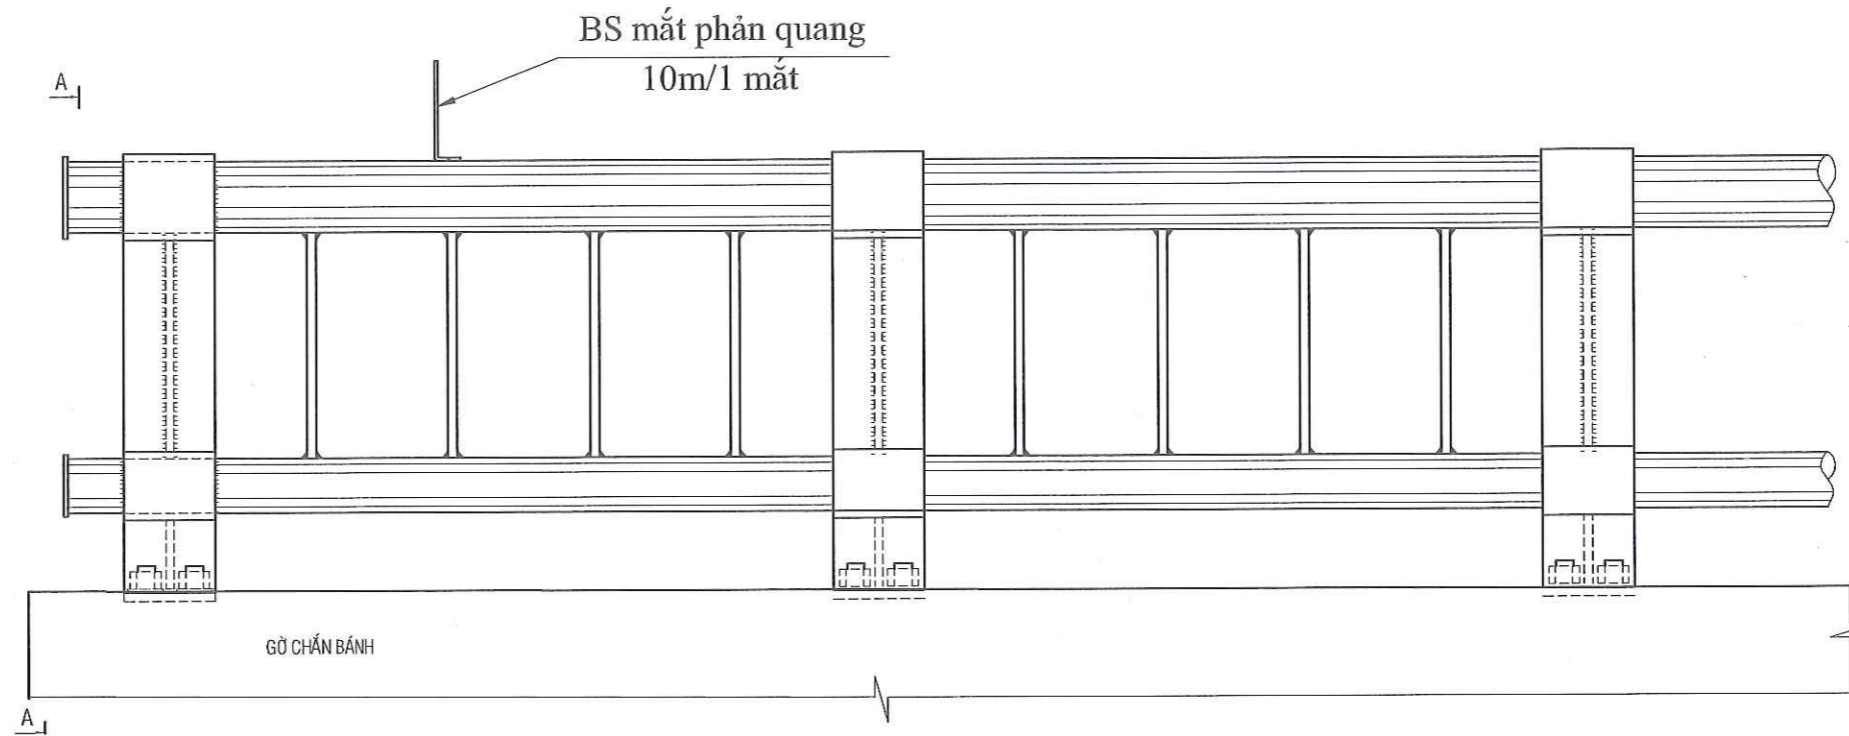 BS mắt phản quang
10m/1 mắt
A
GỜ CHẮN BÁNH
A